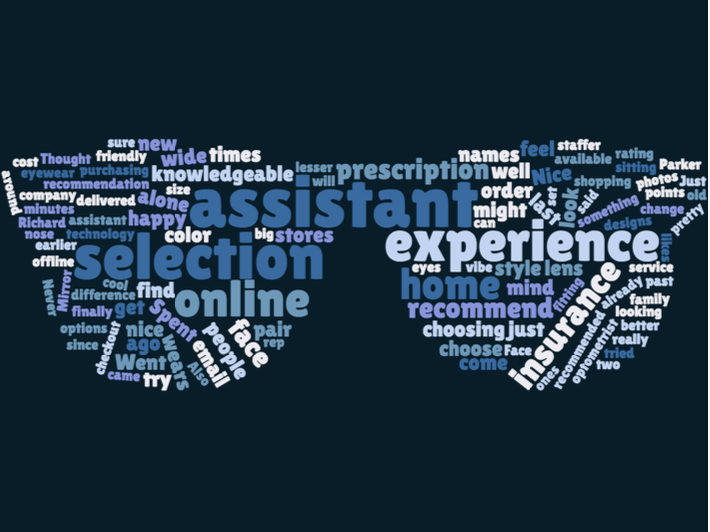 sure new
cost Thought friendly wide times
eyewear purchasing knowledgeable
around recommendation size
company delivered alone
minutes Richard assistant happy
nose technology color big stores
earlier
offline selection
assistant
lesser will prescription
names well
order might can
feel staffer available rating
Nice sitting Parker
shopping photos Just
last set look said points old
something change
designs pretty
experience likes
eyes vibe style lens service
Never Mirror cool difference find online
finally get Spent
options nice people face pair
since checkout ago wears email rep
Went Also
came try
home mind fitting insurance already past
recommend family
looking
choosing just better
choose Face recommended really
come optometrist tried
ones two